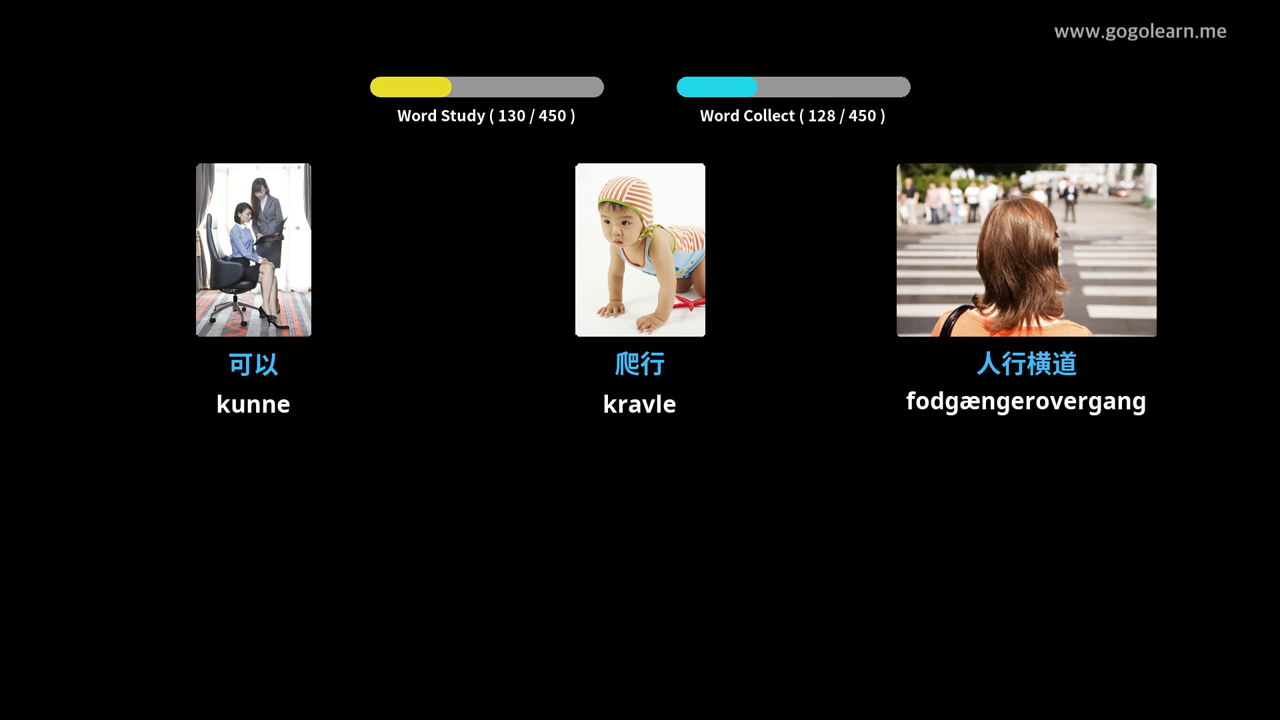 www.gogolearn.me
Word Study ( 130 / 450 )
Word Collect ( 128 / 450 )
可以
爬行
人行横道
kunne
kravle
fodgængerovergang